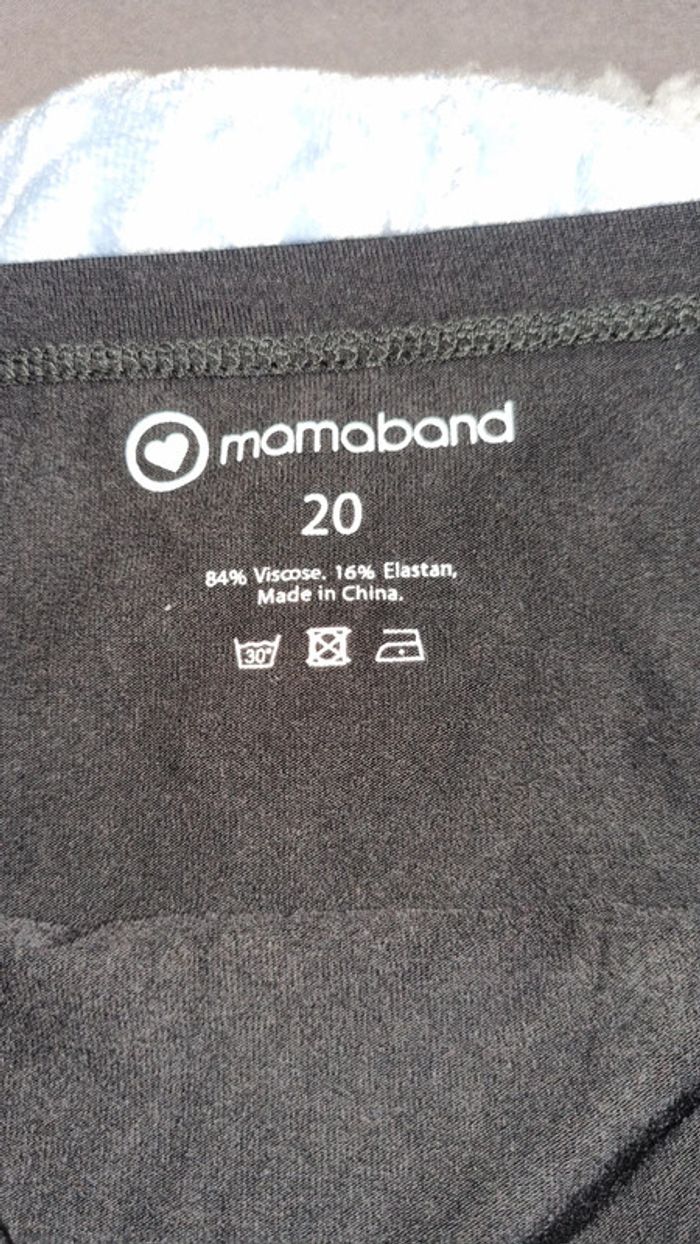 mamaband
20
84% Viscose. 16% Elastan,
Made in China.
30°